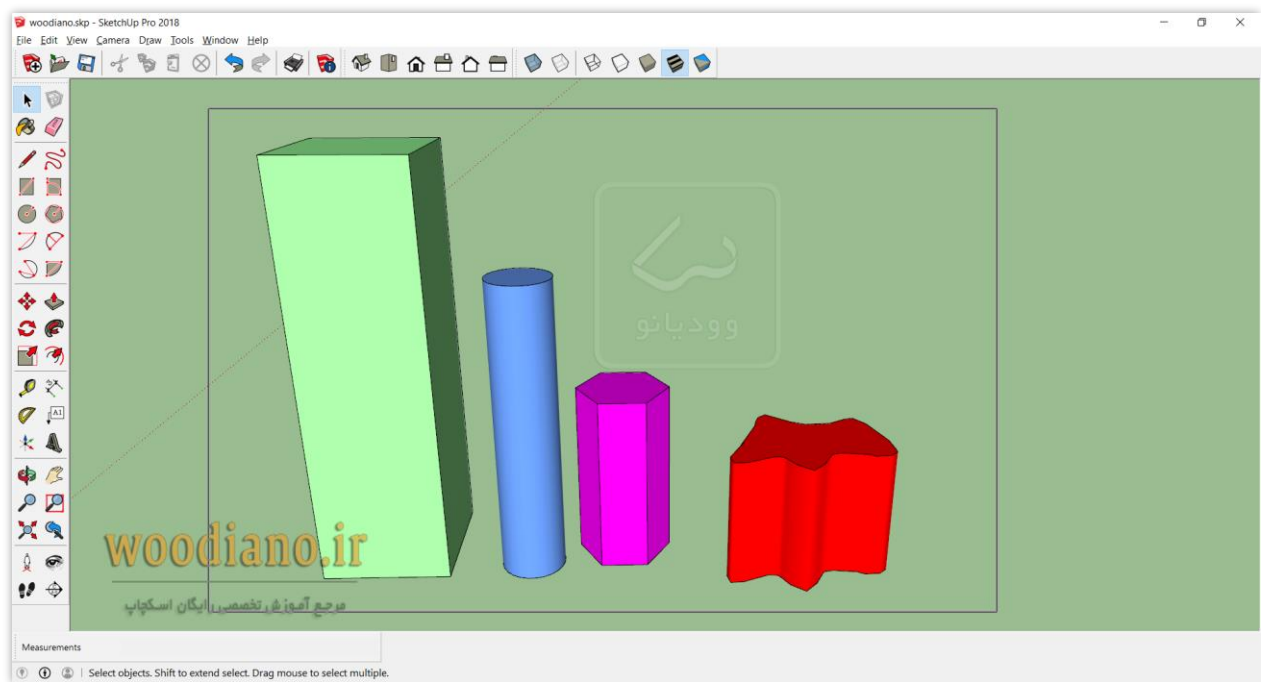 woodiano.skp - SketchUp Pro 2018
File Edit View Camera Draw Tools Window Help
A1
وودیانو
woodiano.ir
مرجع آموزش تخصصی رایگان اسکچاپ
Measurements
Select objects. Shift to extend select. Drag mouse to select multiple.